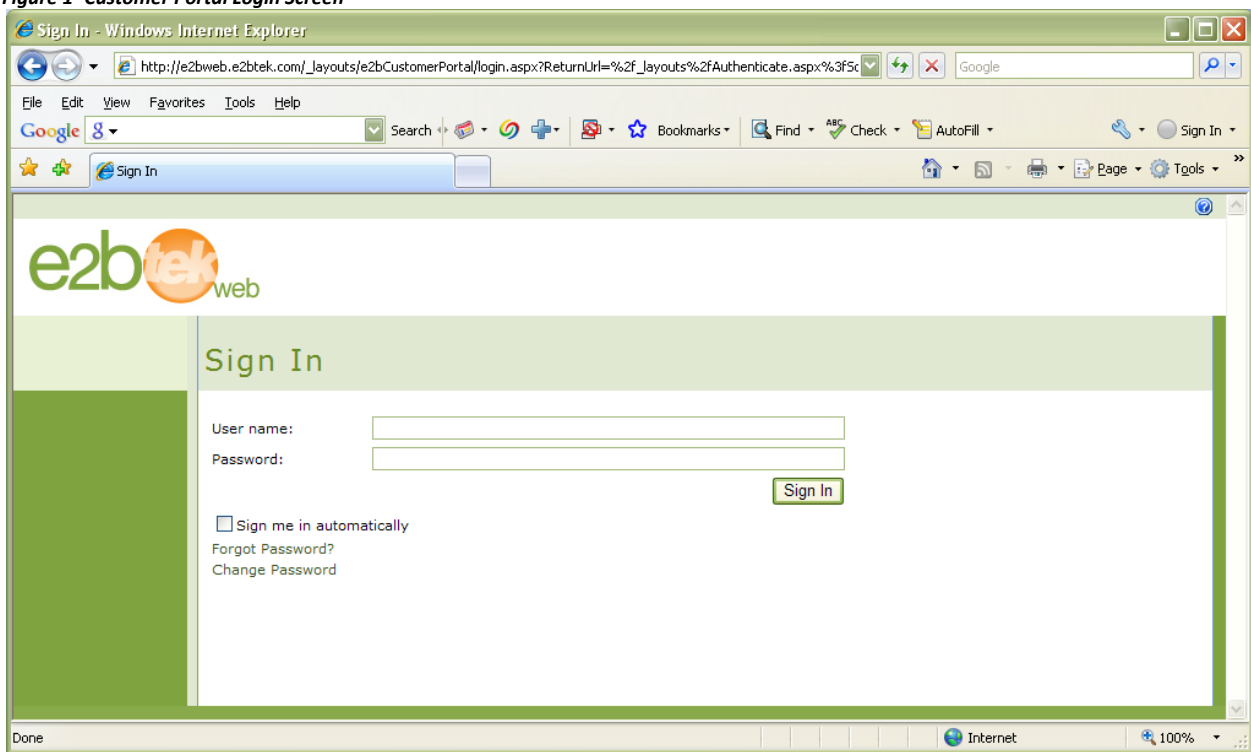 Figure 1 Customer Portal Login Screen
Sign In - Windows Internet Explorer
http://e2bweb.e2btek.com/_layouts/e2bCustomerPortal/login.aspx?ReturnUrl=%2f_layouts%2fAuthenticate.aspx%3fSc
Google
File Edit View Favorites Tools Help
Google Search Bookmarks Find Check AutoFill Sign In
Sign In Page Tools
e2btek web
Sign In
User name:
Password:
Sign In
Sign me in automatically
Forgot Password?
Change Password
Done Internet 100%